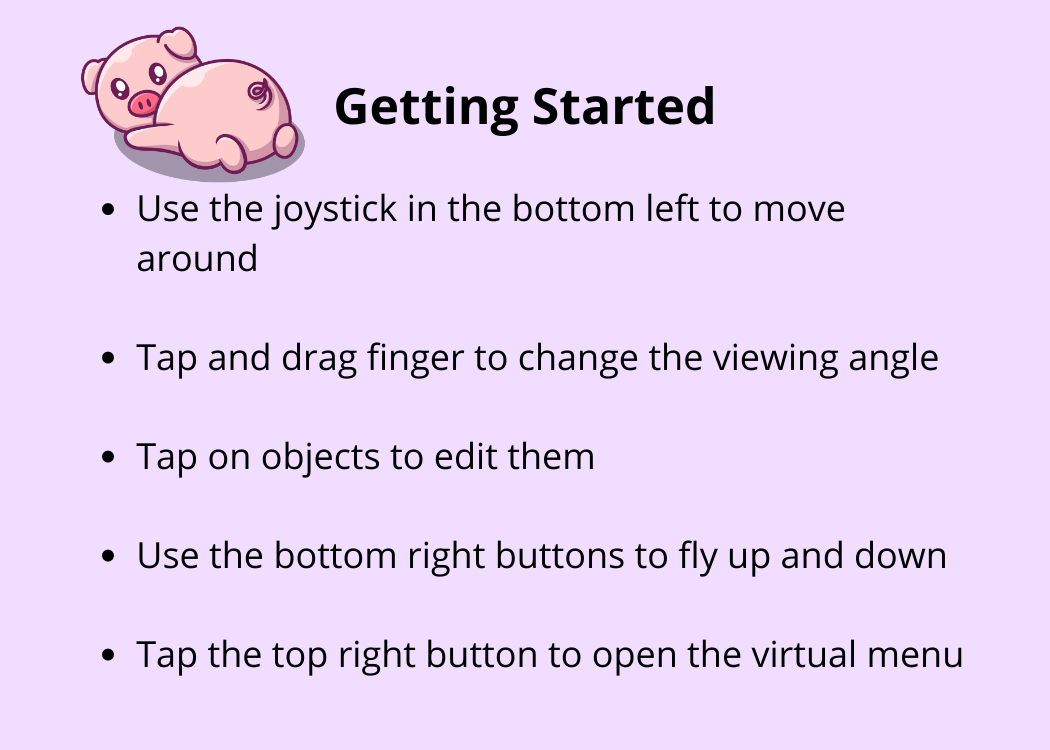 Getting Started
• Use the joystick in the bottom left to move
around
• Tap and drag finger to change the viewing angle
• Tap on objects to edit them
• Use the bottom right buttons to fly up and down
• Tap the top right button to open the virtual menu